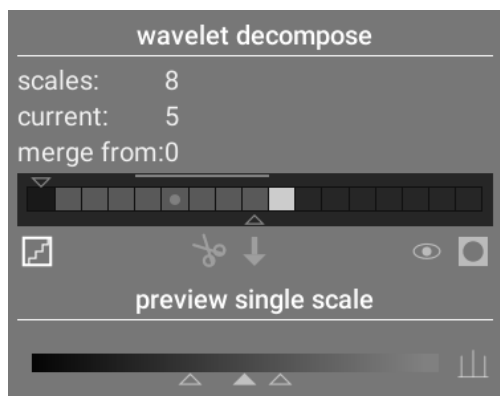 wavelet decompose
scales: 8
current: 5
merge from:0
preview single scale